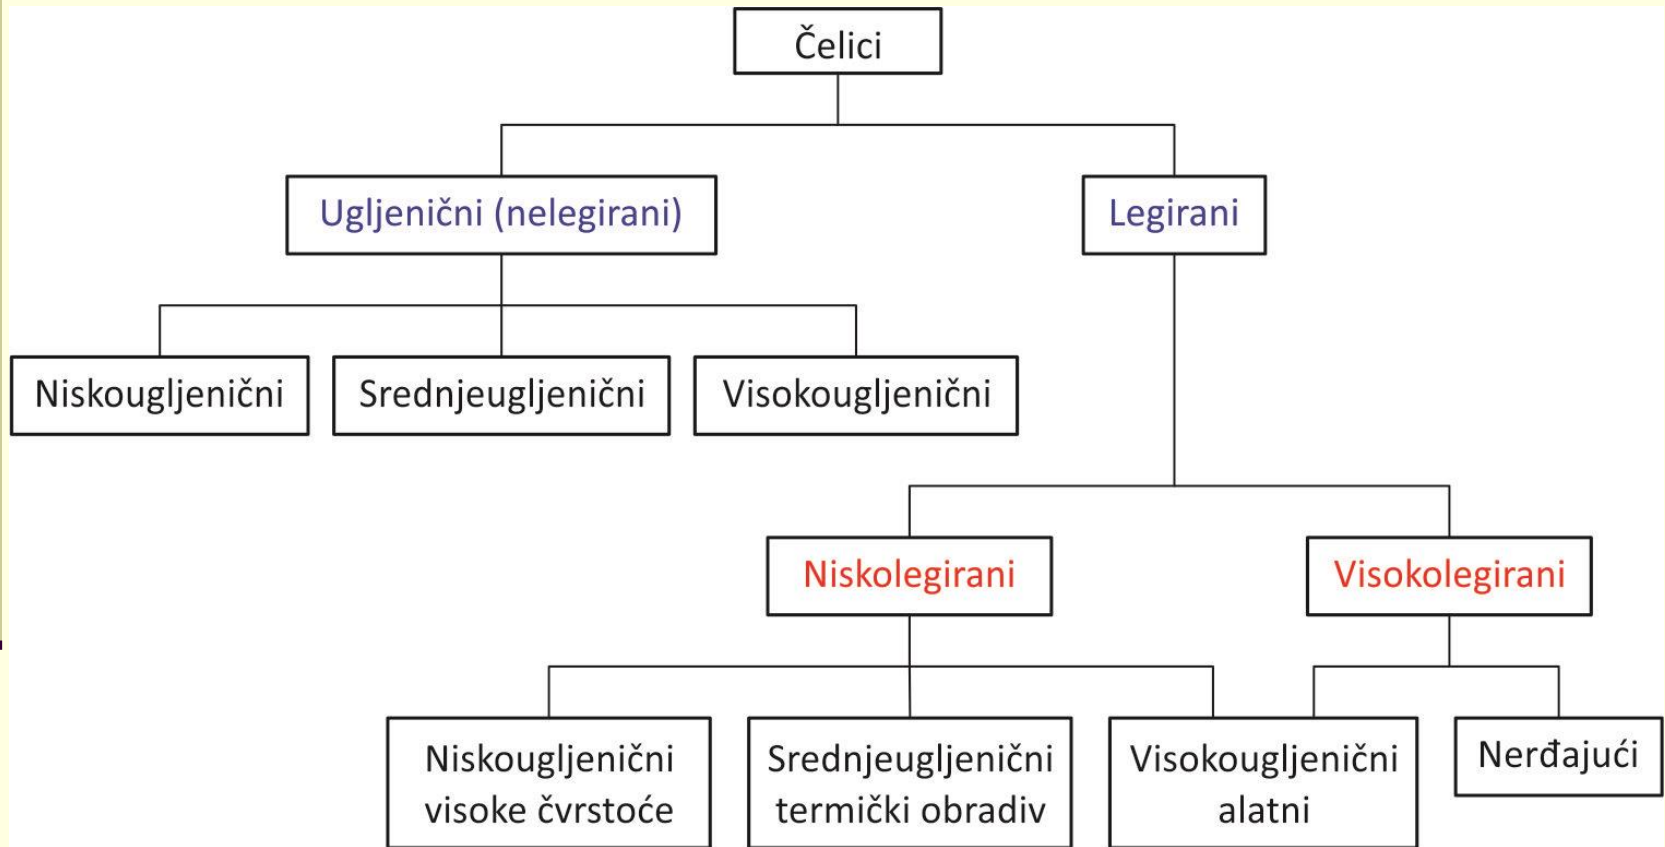 Čelici
Ugljenični (nelegirani)
Legirani
Niskougljenični
Srednjeugljenični
Visokougljenični
Niskolegirani
Visokolegirani
Niskougljenični
visoke čvrstoće
Srednjeugljenični
termički obradiv
Visokougljenični
alatni
Nerđajući